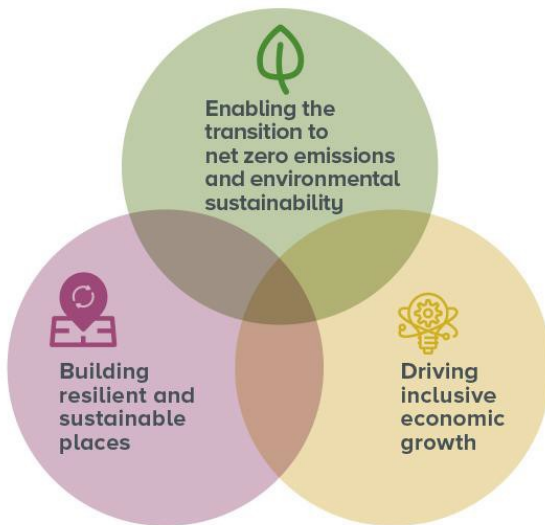 Enabling the
transition to
net zero emissions
and environmental
sustainability
Building
resilient and
sustainable
places
Driving
inclusive
economic
growth